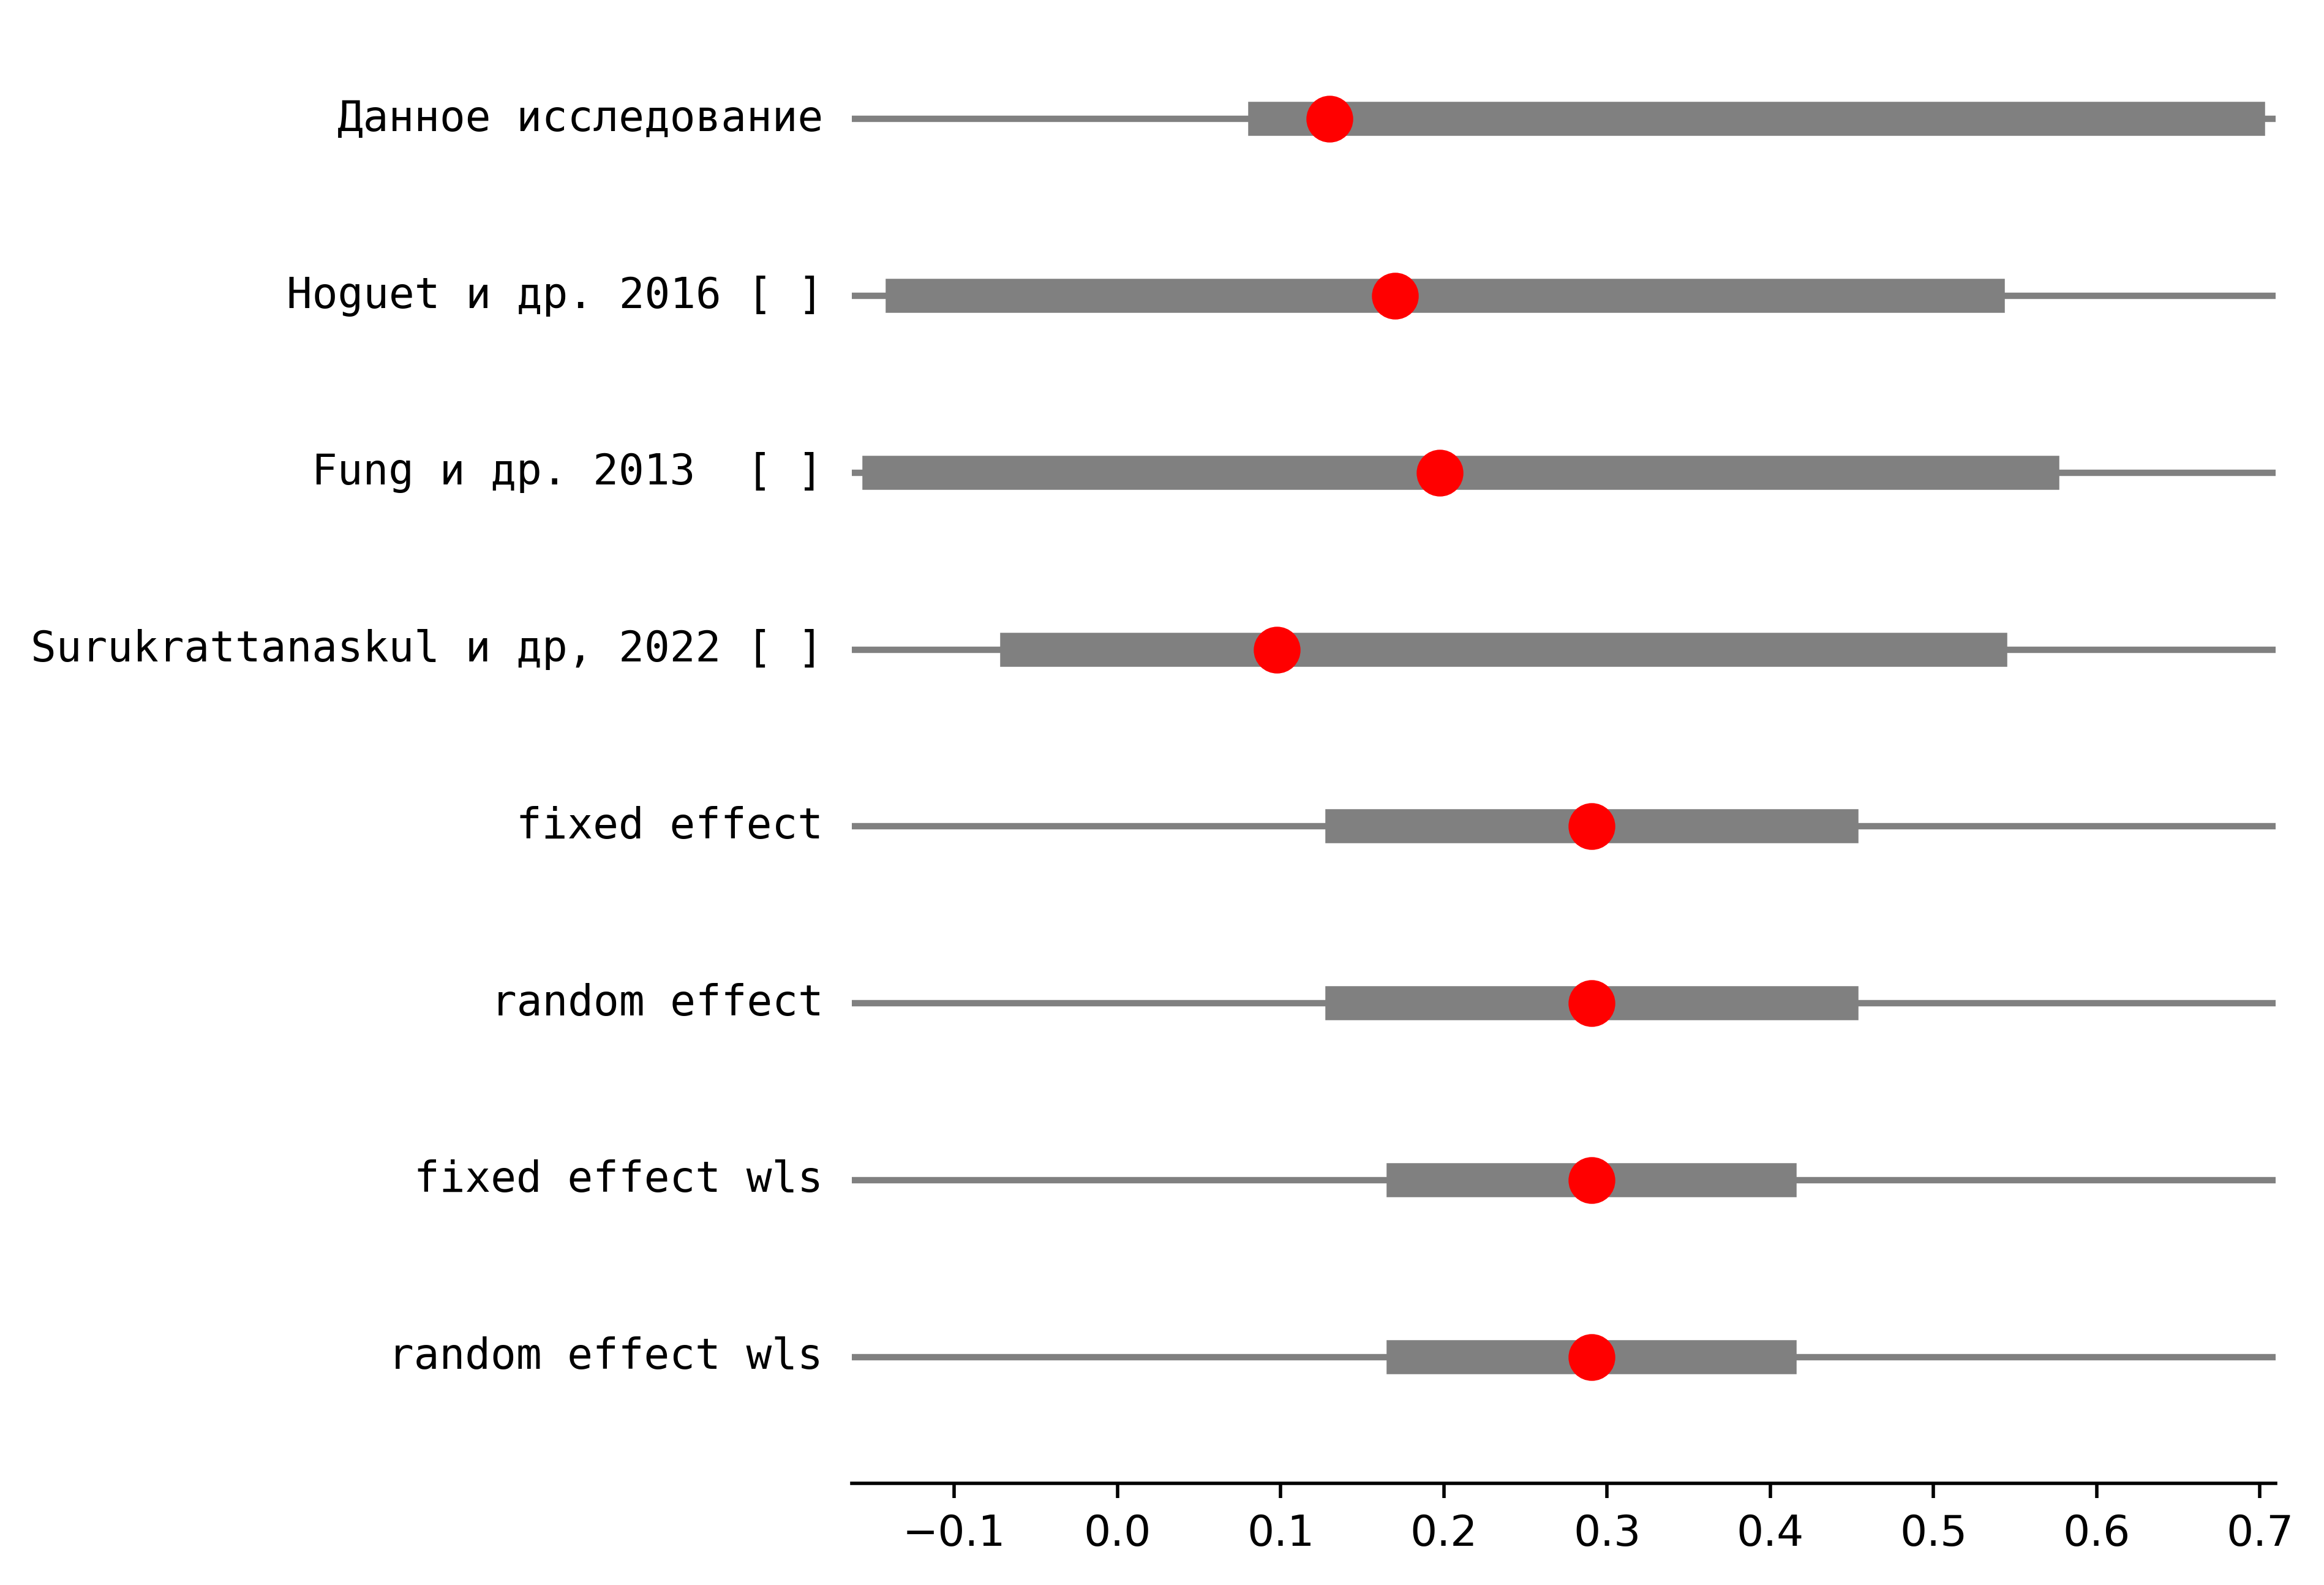 Данное исследование
Hoguet и др. 2016 [ ]
Fung и др. 2013  [ ]
Surukrattanaskul и др, 2022 [ ]
fixed effect
random effect
fixed effect wls
random effect wls
−0.1 0.0 0.1 0.2 0.3 0.4 0.5 0.6 0.7